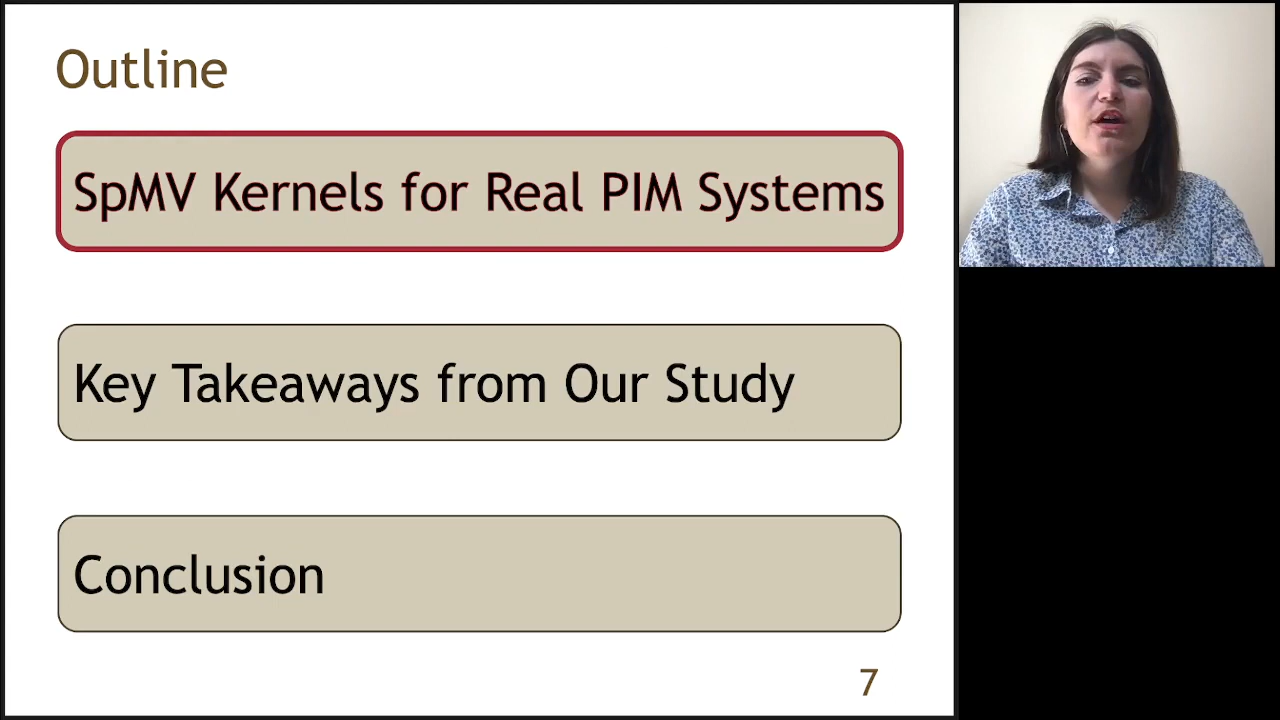 Outline
SpMV Kernels for Real PIM Systems
Key Takeaways from Our Study
Conclusion
7